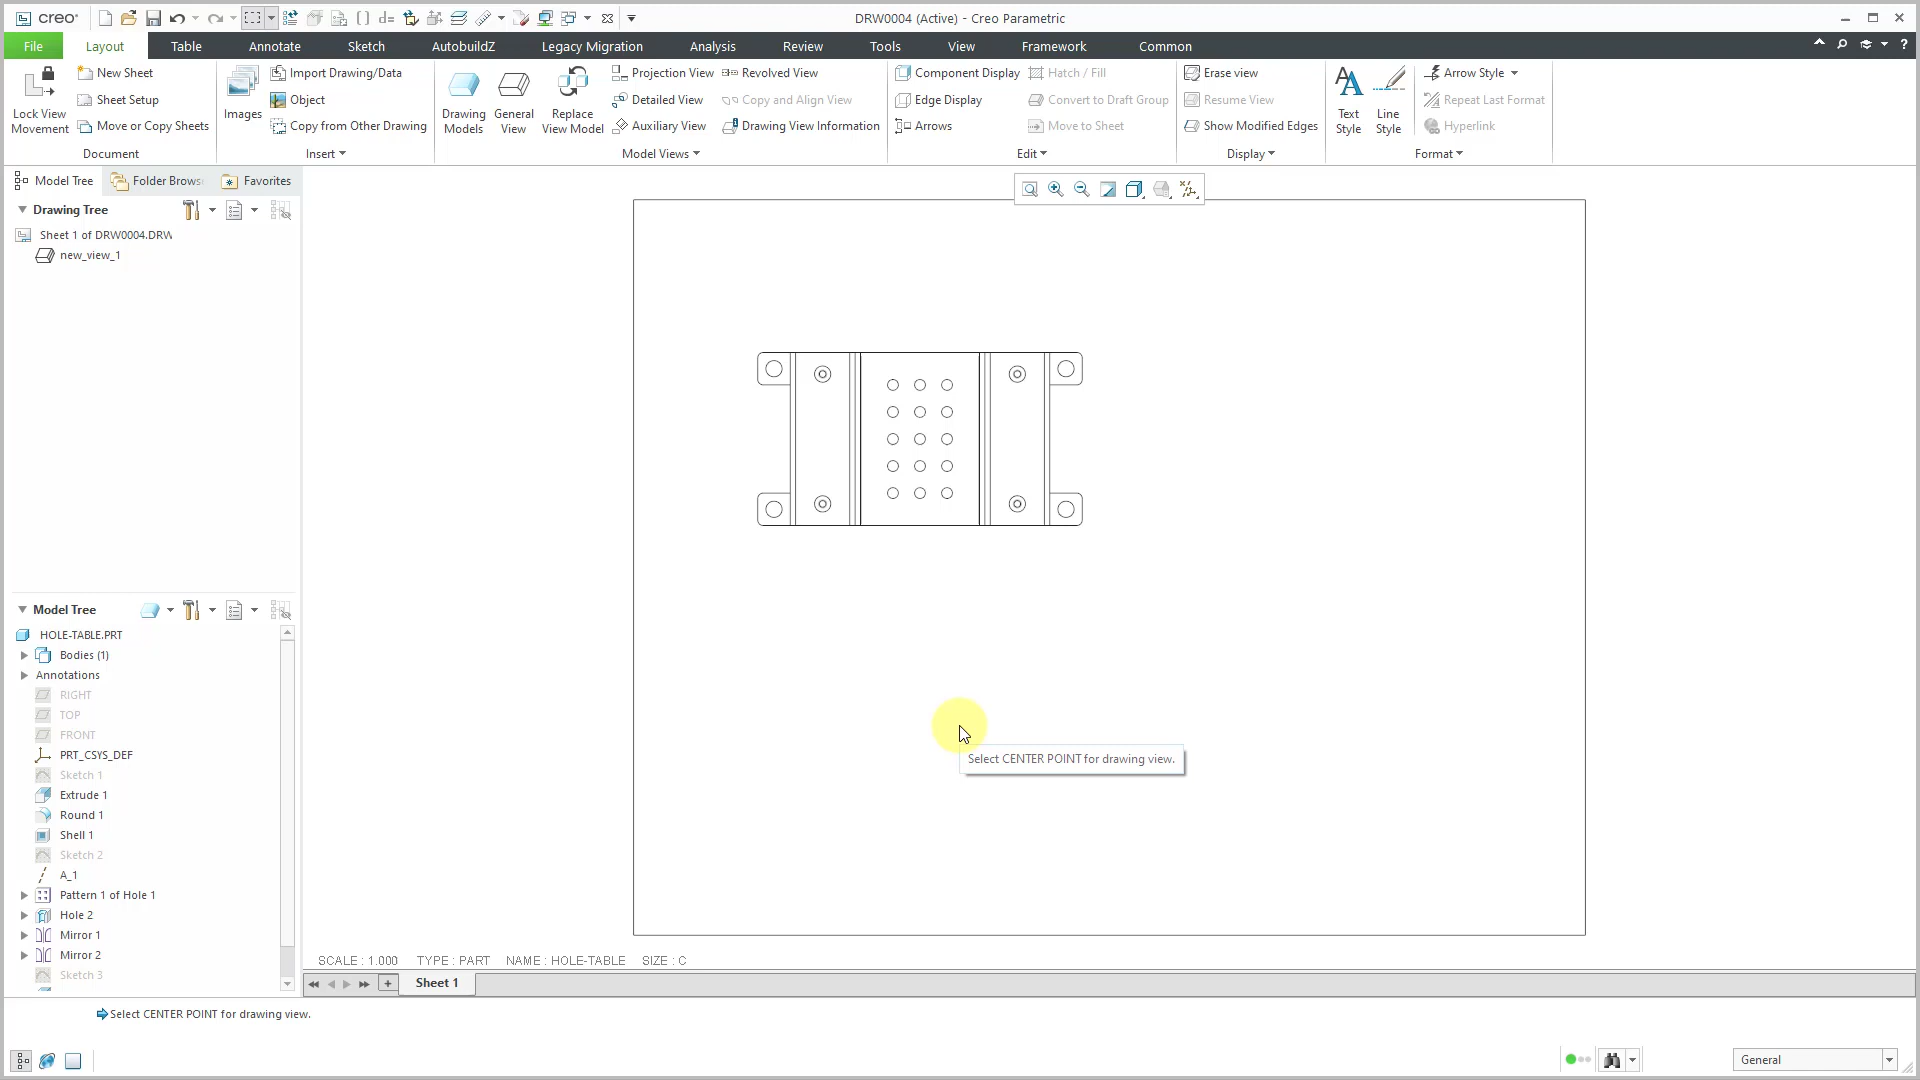 creo
DRW0004 (Active) - Creo Parametric
File
Layout
Table
Annotate
Sketch
AutobuildZ
Legacy Migration
Analysis
Review
Tools
View
Framework
Common
Lock View Movement
New Sheet
Sheet Setup
Move or Copy Sheets
Document
Images
Import Drawing/Data
Object
Copy from Other Drawing
Insert
Drawing Models
General View
Replace View Model
Projection View
Detailed View
Auxiliary View
Revolved View
Copy and Align View
Drawing View Information
Model Views
Component Display
Edge Display
Arrows
Hatch / Fill
Convert to Draft Group
Move to Sheet
Edit
Erase view
Resume View
Show Modified Edges
Display
Text Style
Line Style
Arrow Style
Repeat Last Format
Hyperlink
Format
Model Tree
Folder Brows
Favorites
Drawing Tree
Sheet 1 of DRW0004.DRW
new_view_1
Model Tree
HOLE-TABLE.PRT
Bodies (1)
Annotations
RIGHT
TOP
FRONT
PRT_CSYS_DEF
Sketch 1
Extrude 1
Round 1
Shell 1
Sketch 2
A_1
Pattern 1 of Hole 1
Hole 2
Mirror 1
Mirror 2
Sketch 3
Select CENTER POINT for drawing view.
SCALE : 1.000 TYPE : PART NAME : HOLE-TABLE SIZE : C
Sheet 1
Select CENTER POINT for drawing view.
General